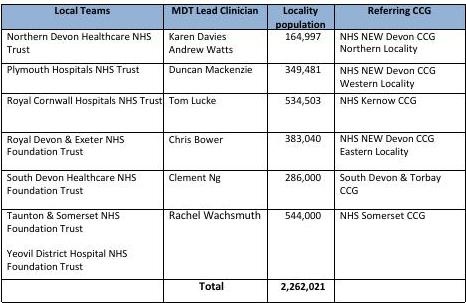 Local Teams MDT Lead Clinician Locality population Referring CCG
Northern Devon Healthcare NHS Karen Davies 164,997 NHS NEW Devon CCG
Trust Andrew Watts Northern Locality
Plymouth Hospitals NHS Trust Duncan Mackenzie 349,481 NHS NEW Devon CCG
Western Locality
Royal Cornwall Hospitals NHS Trust Tom Lucke 534,503 NHS Kernow CCG
Royal Devon & Exeter NHS Chris Bower 383,040 NHS NEW Devon CCG
Foundation Trust Eastern Locality
South Devon Healthcare NHS Clement Ng 286,000 South Devon & Torbay
Foundation Trust CCG
Taunton & Somerset NHS Rachel Wachsmuth 544,000 NHS Somerset CCG
Foundation Trust
Yeovil District Hospital NHS
Foundation Trust
Total 2,262,021